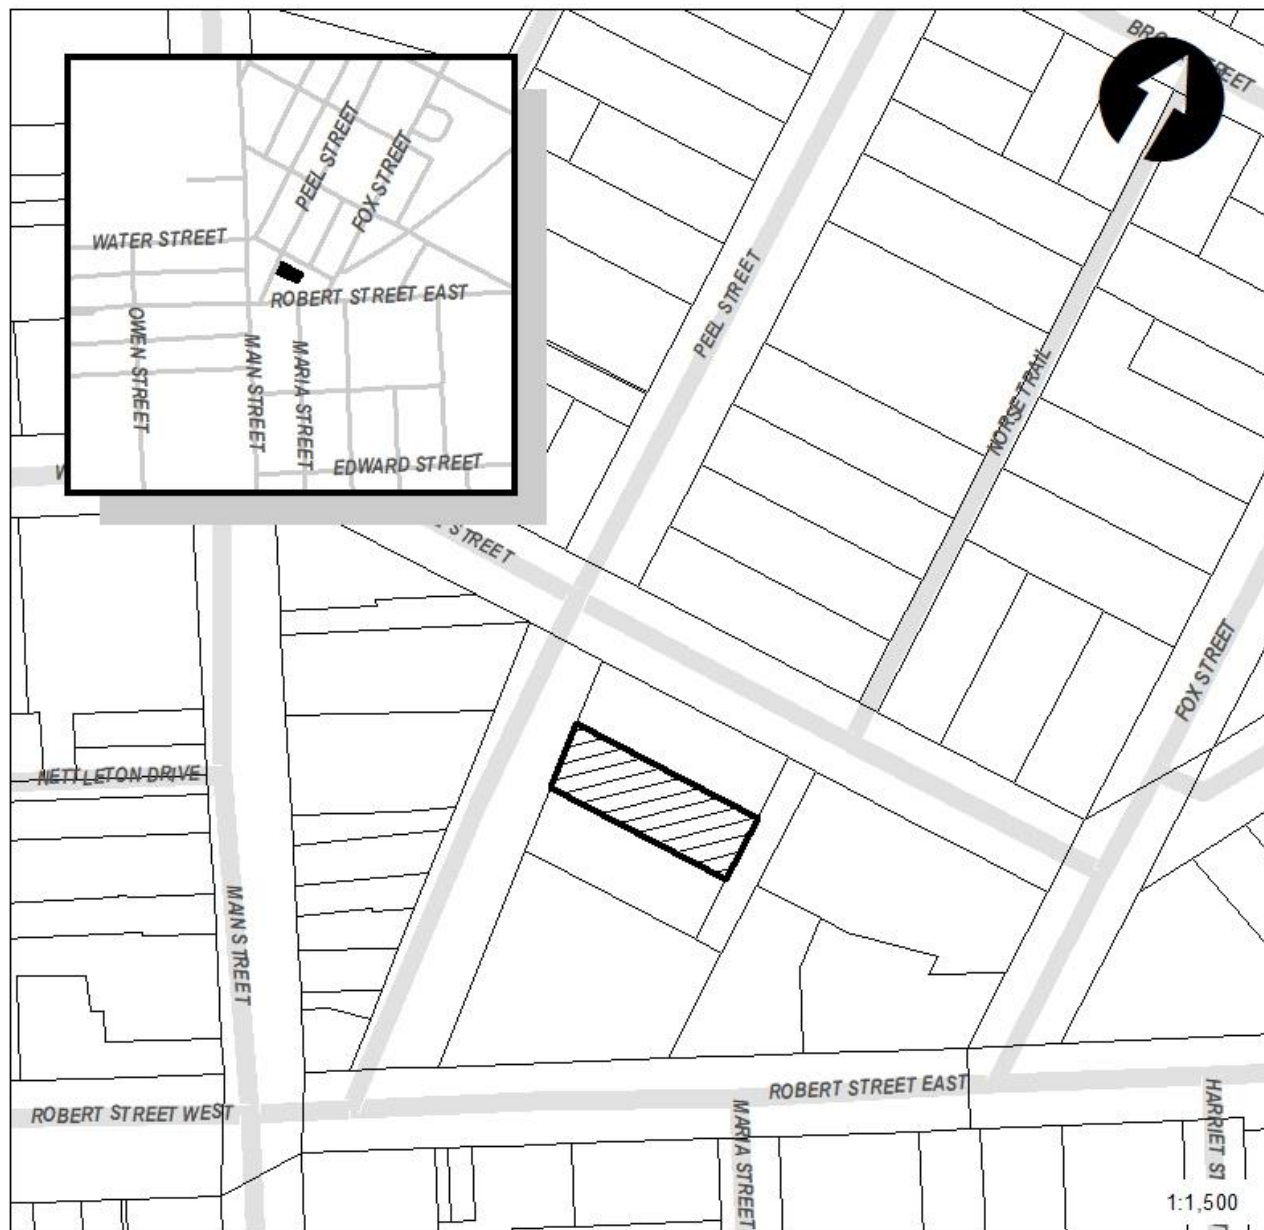 PEEL STREET
FOX STREET
WATER STREET
ROBERT STREET EAST
OWEN STREET
MAIN STREET
MARIA STREET
EDWARD STREET
PEEL STREET
NORSE TRAIL
STREET
FOX STREET
NETTLETON DRIVE
MAIN STREET
ROBERT STREET WEST
ROBERT STREET EAST
MARIA STREET
HARRIET ST
1:1,500